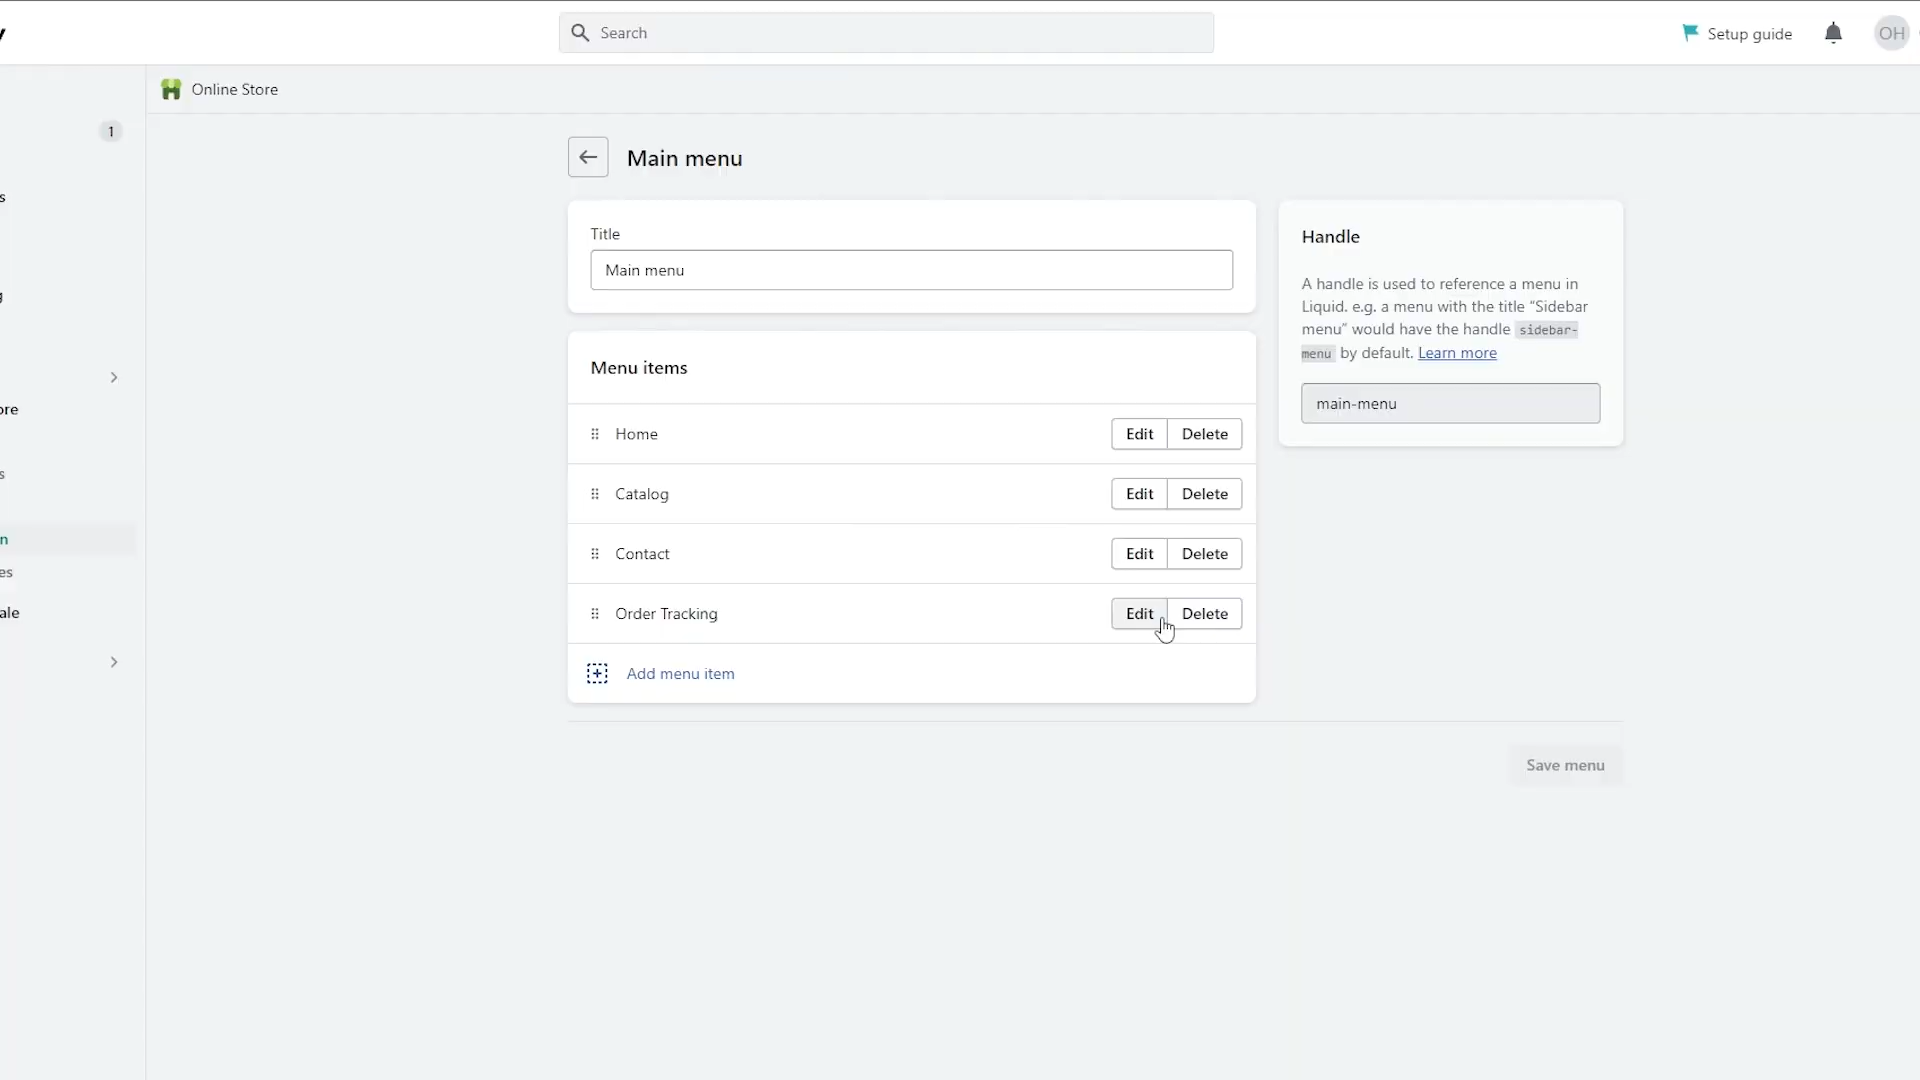 Search
Setup guide
OH
Online Store
1
Main menu
Title
Main menu
Handle
A handle is used to reference a menu in
Liquid. e.g. a menu with the title “Sidebar
menu” would have the handle sidebar-
menu by default. Learn more
main-menu
Menu items
Home
Edit
Delete
Catalog
Edit
Delete
Contact
Edit
Delete
Order Tracking
Edit
Delete
Add menu item
Save menu